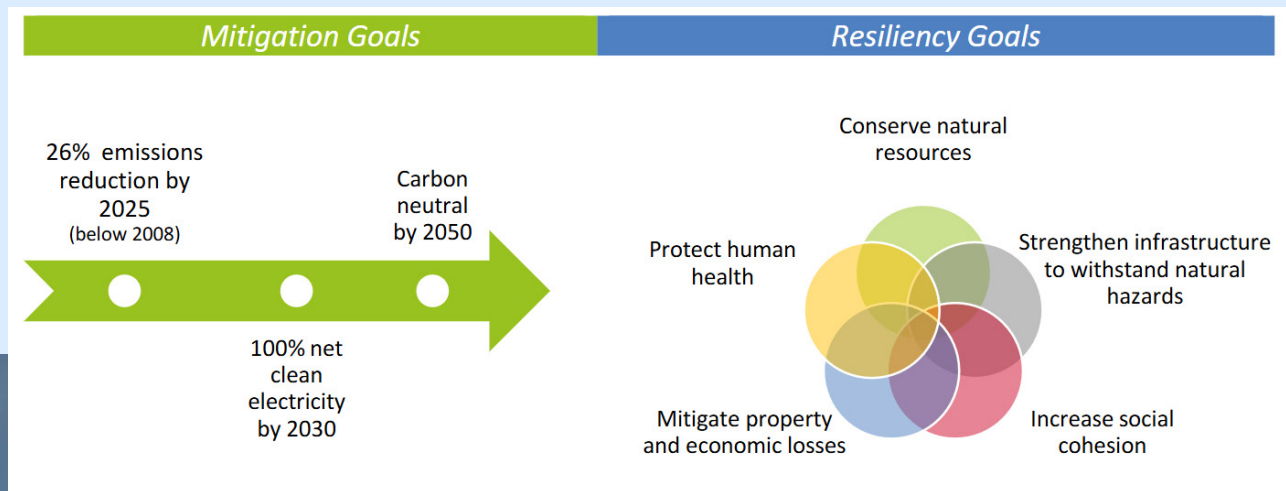 Mitigation Goals
Resiliency Goals
26% emissions
reduction by
2025
(below 2008)
Carbon
neutral
by 2050
100% net
clean
electricity
by 2030
Conserve natural
resources
Protect human
health
Strengthen infrastructure
to withstand natural
hazards
Mitigate property
and economic losses
Increase social
cohesion